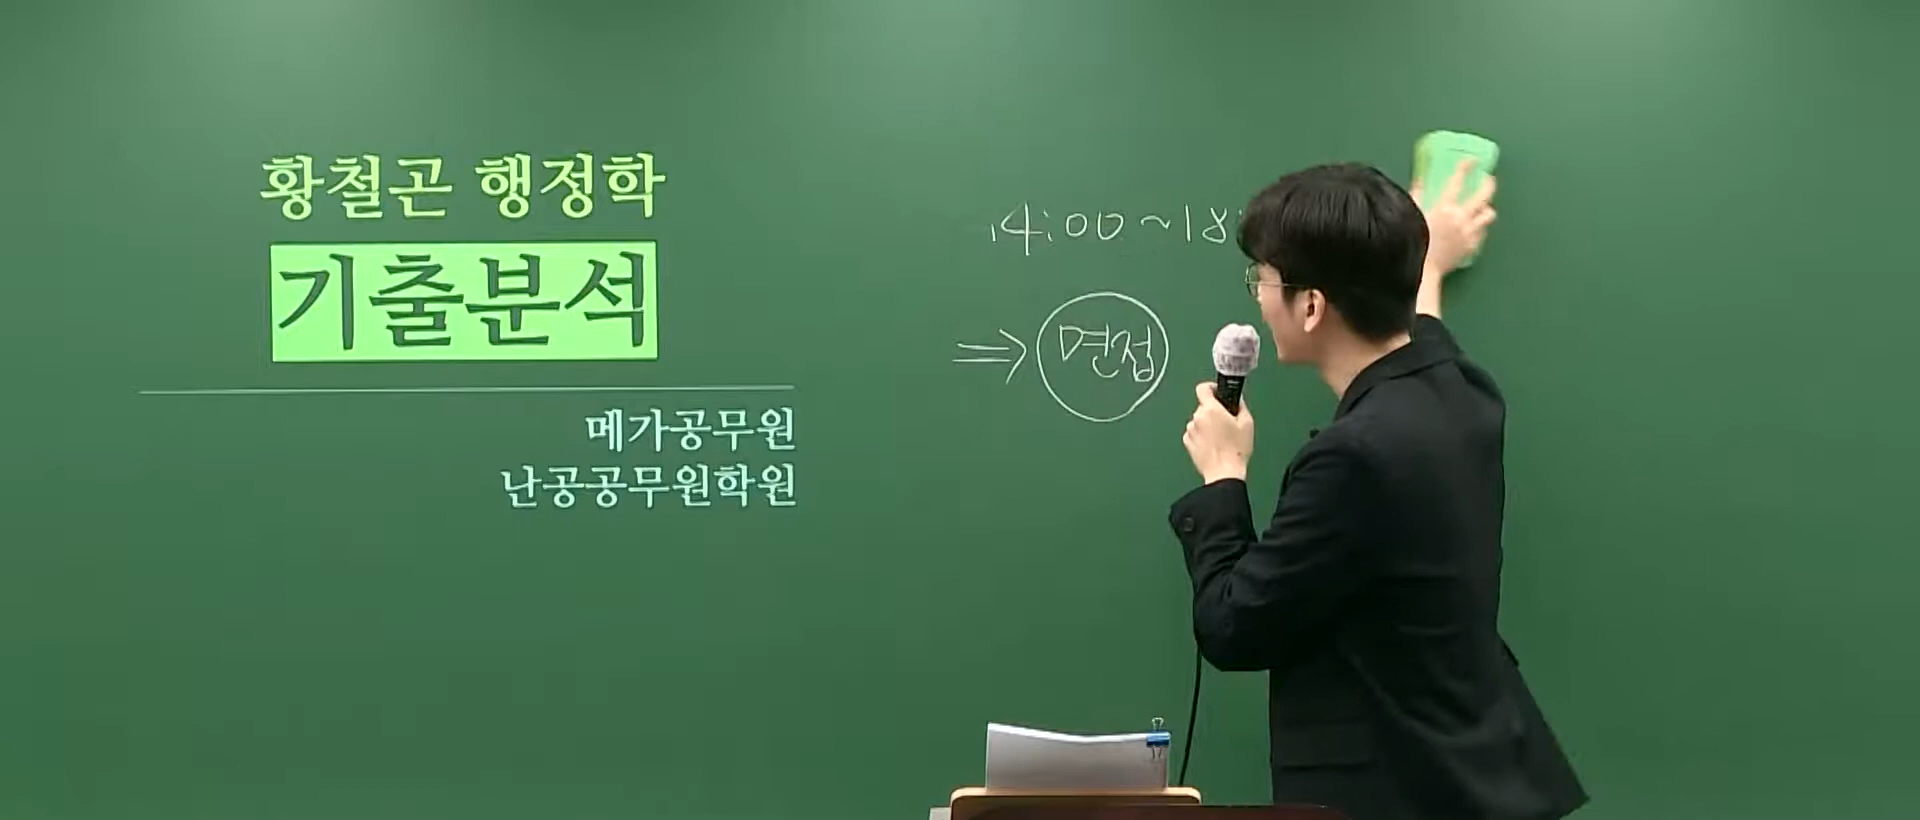 황철곤 행정학
기출분석
메가공무원
난공공무원학원
14:00~18:
⇒ 면접